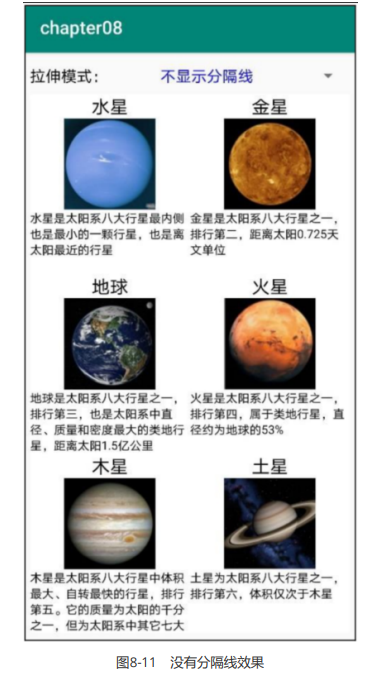 chapter08
拉伸模式： 不显示分隔线
水星 金星
水星是太阳系八大行星最内侧
也是最小的一颗行星，也是离
太阳最近的行星
金星是太阳系八大行星之一，
排行第二，距离太阳0.725天
文单位
地球 火星
地球是太阳系八大行星之一，
排行第三，也是太阳系中直
径、质量和密度最大的类地行
星，距离太阳1.5亿公里
火星是太阳系八大行星之一，
排行第四，属于类地行星，直
径约为地球的53%
木星 土星
木星是太阳系八大行星中体积
最大、自转最快的行星，排行
第五。它的质量为太阳的千分
之一，但为太阳系中其它七大
土星为太阳系八大行星之一，
排行第六，体积仅次于木星
图8-11 没有分隔线效果